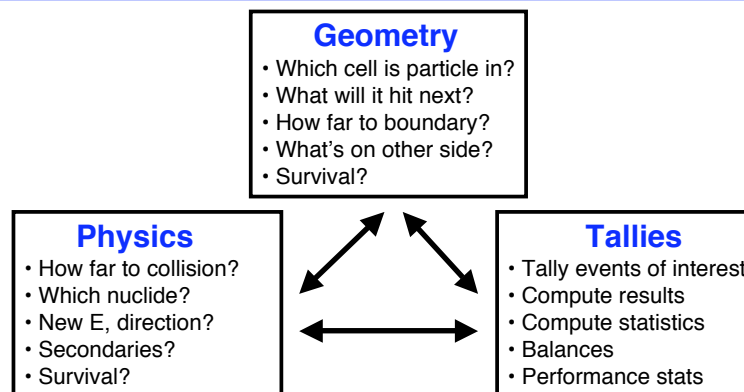 Geometry
• Which cell is particle in?
• What will it hit next?
• How far to boundary?
• What's on other side?
• Survival?
Physics
• How far to collision?
• Which nuclide?
• New E, direction?
• Secondaries?
• Survival?
Tallies
• Tally events of interest
• Compute results
• Compute statistics
• Balances
• Performance stats